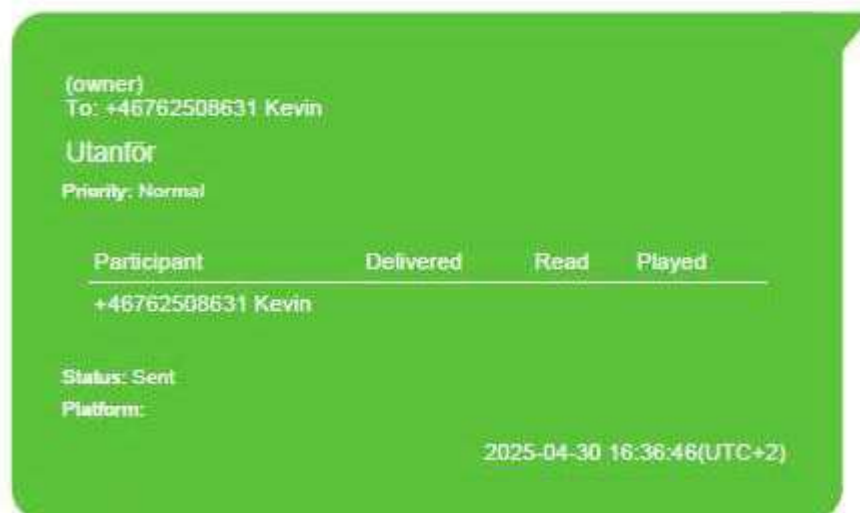 (owner)
To: +46762508631 Kevin
Utanför
Priority: Normal
Participant Delivered Read Played
+46762508631 Kevin
Status: Sent
Platform:
2025-04-30 16:36:46(UTC+2)